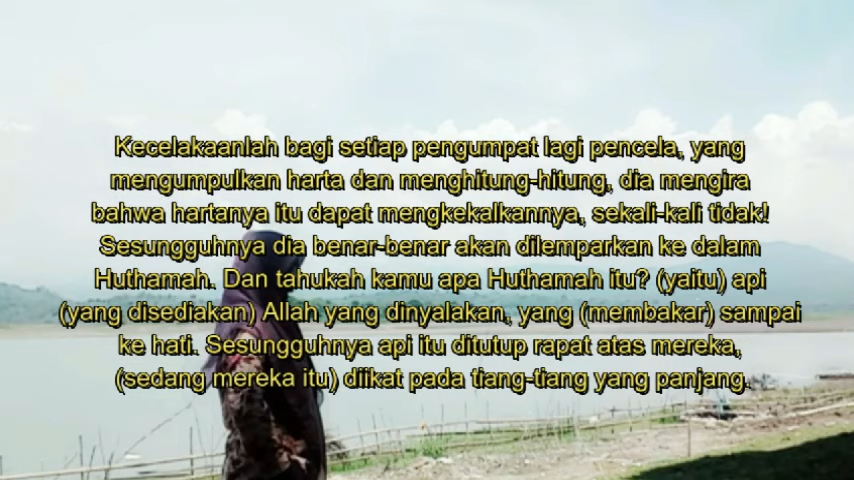 Kecelakaanlah bagi setiap pengumpat lagi pencela, yang
mengumpulkan harta dan menghitung-hitung, dia mengira
bahwa hartanya itu dapat mengkekalkannya, sekali-kali tidak!
Sesungguhnya dia benar-benar akan dilemparkan ke dalam
Huthamah. Dan tahukah kamu apa Huthamah itu? (yaitu) api
(yang disediakan) Allah yang dinyalakan, yang (membakar) sampai
ke hati. Sesungguhnya api itu ditutup rapat atas mereka,
(sedang mereka itu) diikat pada tiang-tiang yang panjang.